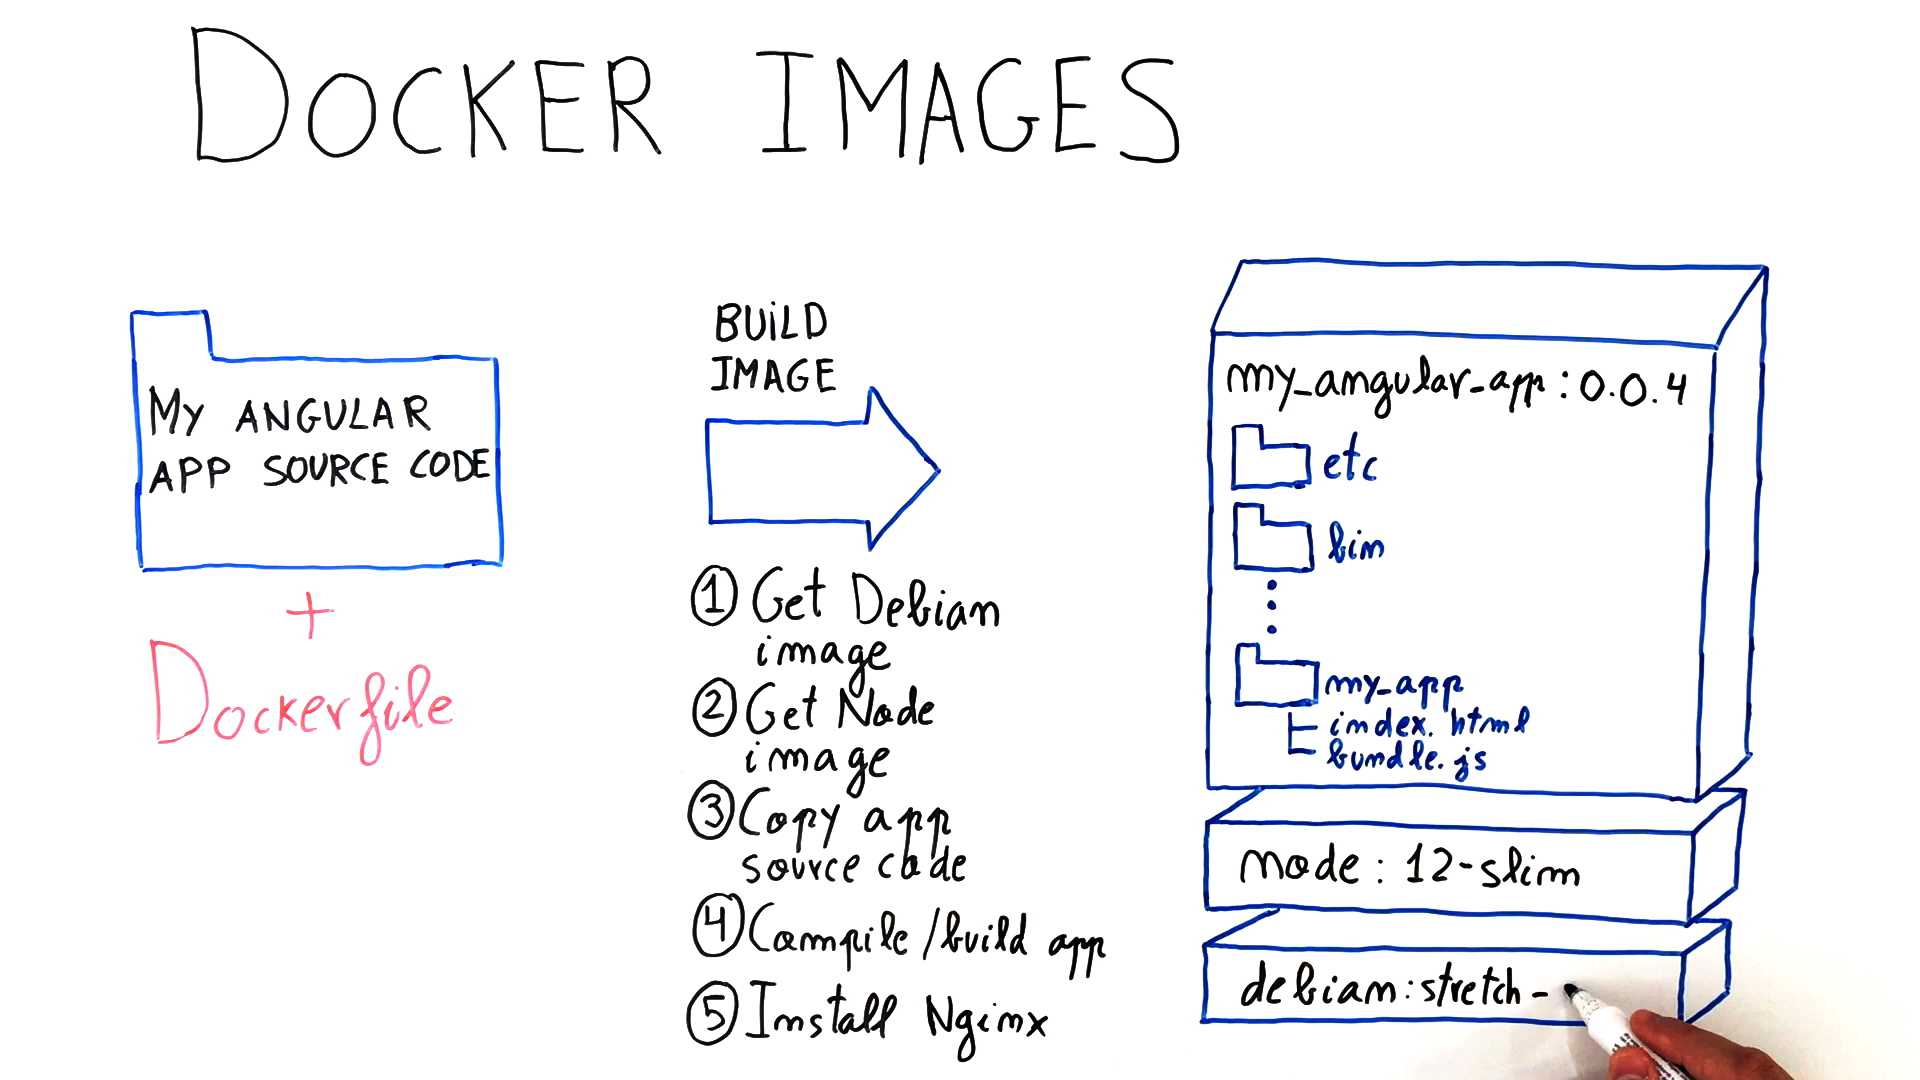 DOCKER IMAGES
MY ANGULAR
APP SOURCE CODE
+
Dockerfile
BUILD
IMAGE
1 Get Debian
image
2 Get Node
image
3 Copy app
source code
4 Compile/build app
5 Install Nginx
my_angular_app:0.0.4
etc
bin
my_app
index.html
bundle.js
node:12-slim
debian:stretch-